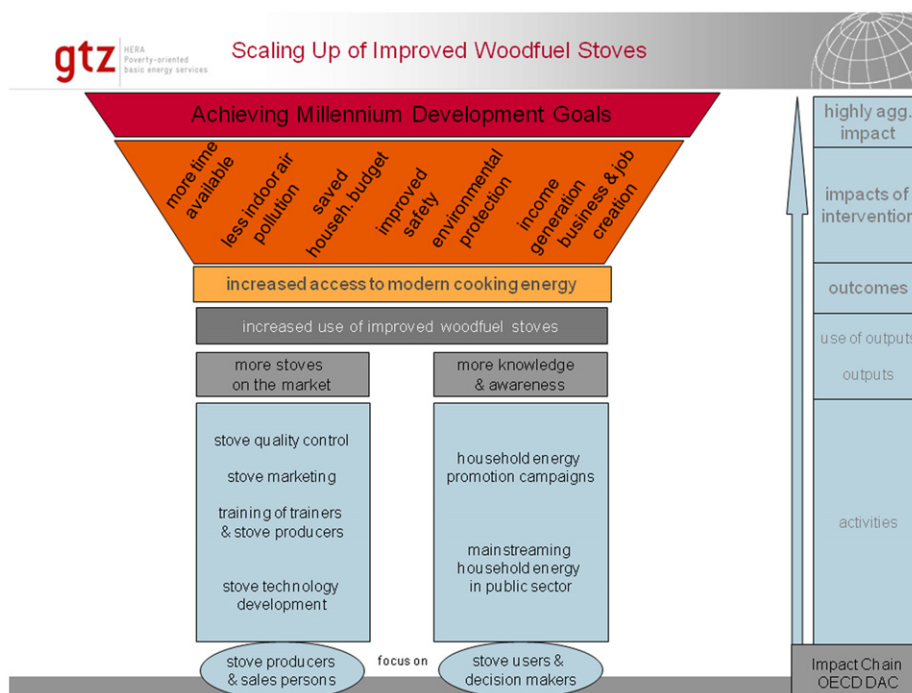 gtz
HERA
Poverty-oriented
basic energy services
Scaling Up of Improved Woodfuel Stoves
Achieving Millennium Development Goals
more time
available
less indoor air
pollution
saved
househ. budget
improved
safety
environmental
protection
income
generation
business & job
creation
increased access to modern cooking energy
increased use of improved woodfuel stoves
more stoves
on the market
more knowledge
& awareness
stove quality control
stove marketing
training of trainers
& stove producers
stove technology
development
household energy
promotion campaigns
mainstreaming
household energy
in public sector
stove producers
& sales persons
focus on
stove users &
decision makers
highly agg.
impact
impacts of
intervention
outcomes
use of outputs
outputs
activities
Impact Chain
OECD DAC